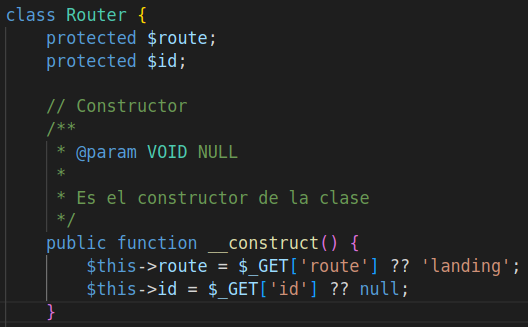 class Router {
    protected $route;
    protected $id;

    // Constructor
    /**
     * @param VOID NULL
     *
     * Es el constructor de la clase
     */
    public function __construct() {
        $this->route = $_GET['route'] ?? 'landing';
        $this->id = $_GET['id'] ?? null;
    }